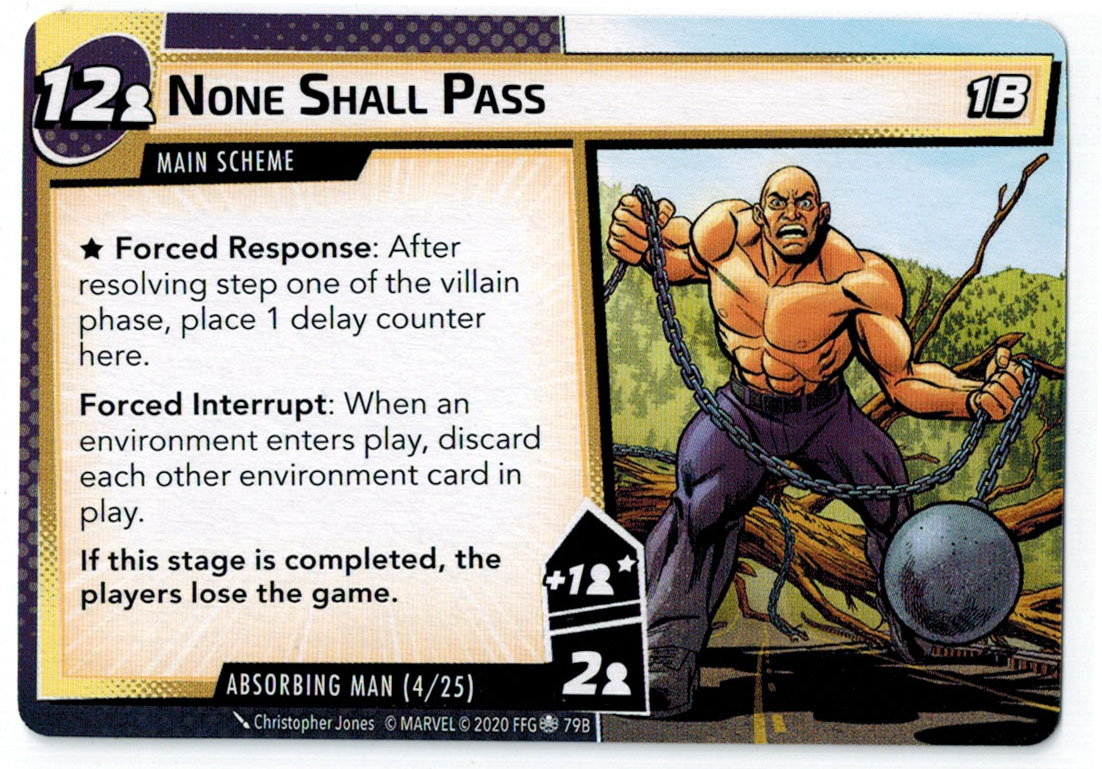 12 NONE SHALL PASS 1B
MAIN SCHEME
★ Forced Response: After
resolving step one of the villain
phase, place 1 delay counter
here.
Forced Interrupt: When an
environment enters play, discard
each other environment card in
play.
If this stage is completed, the
players lose the game.
+1 ★
2
ABSORBING MAN (4/25)
Christopher Jones © MARVEL © 2020 FFG 79B